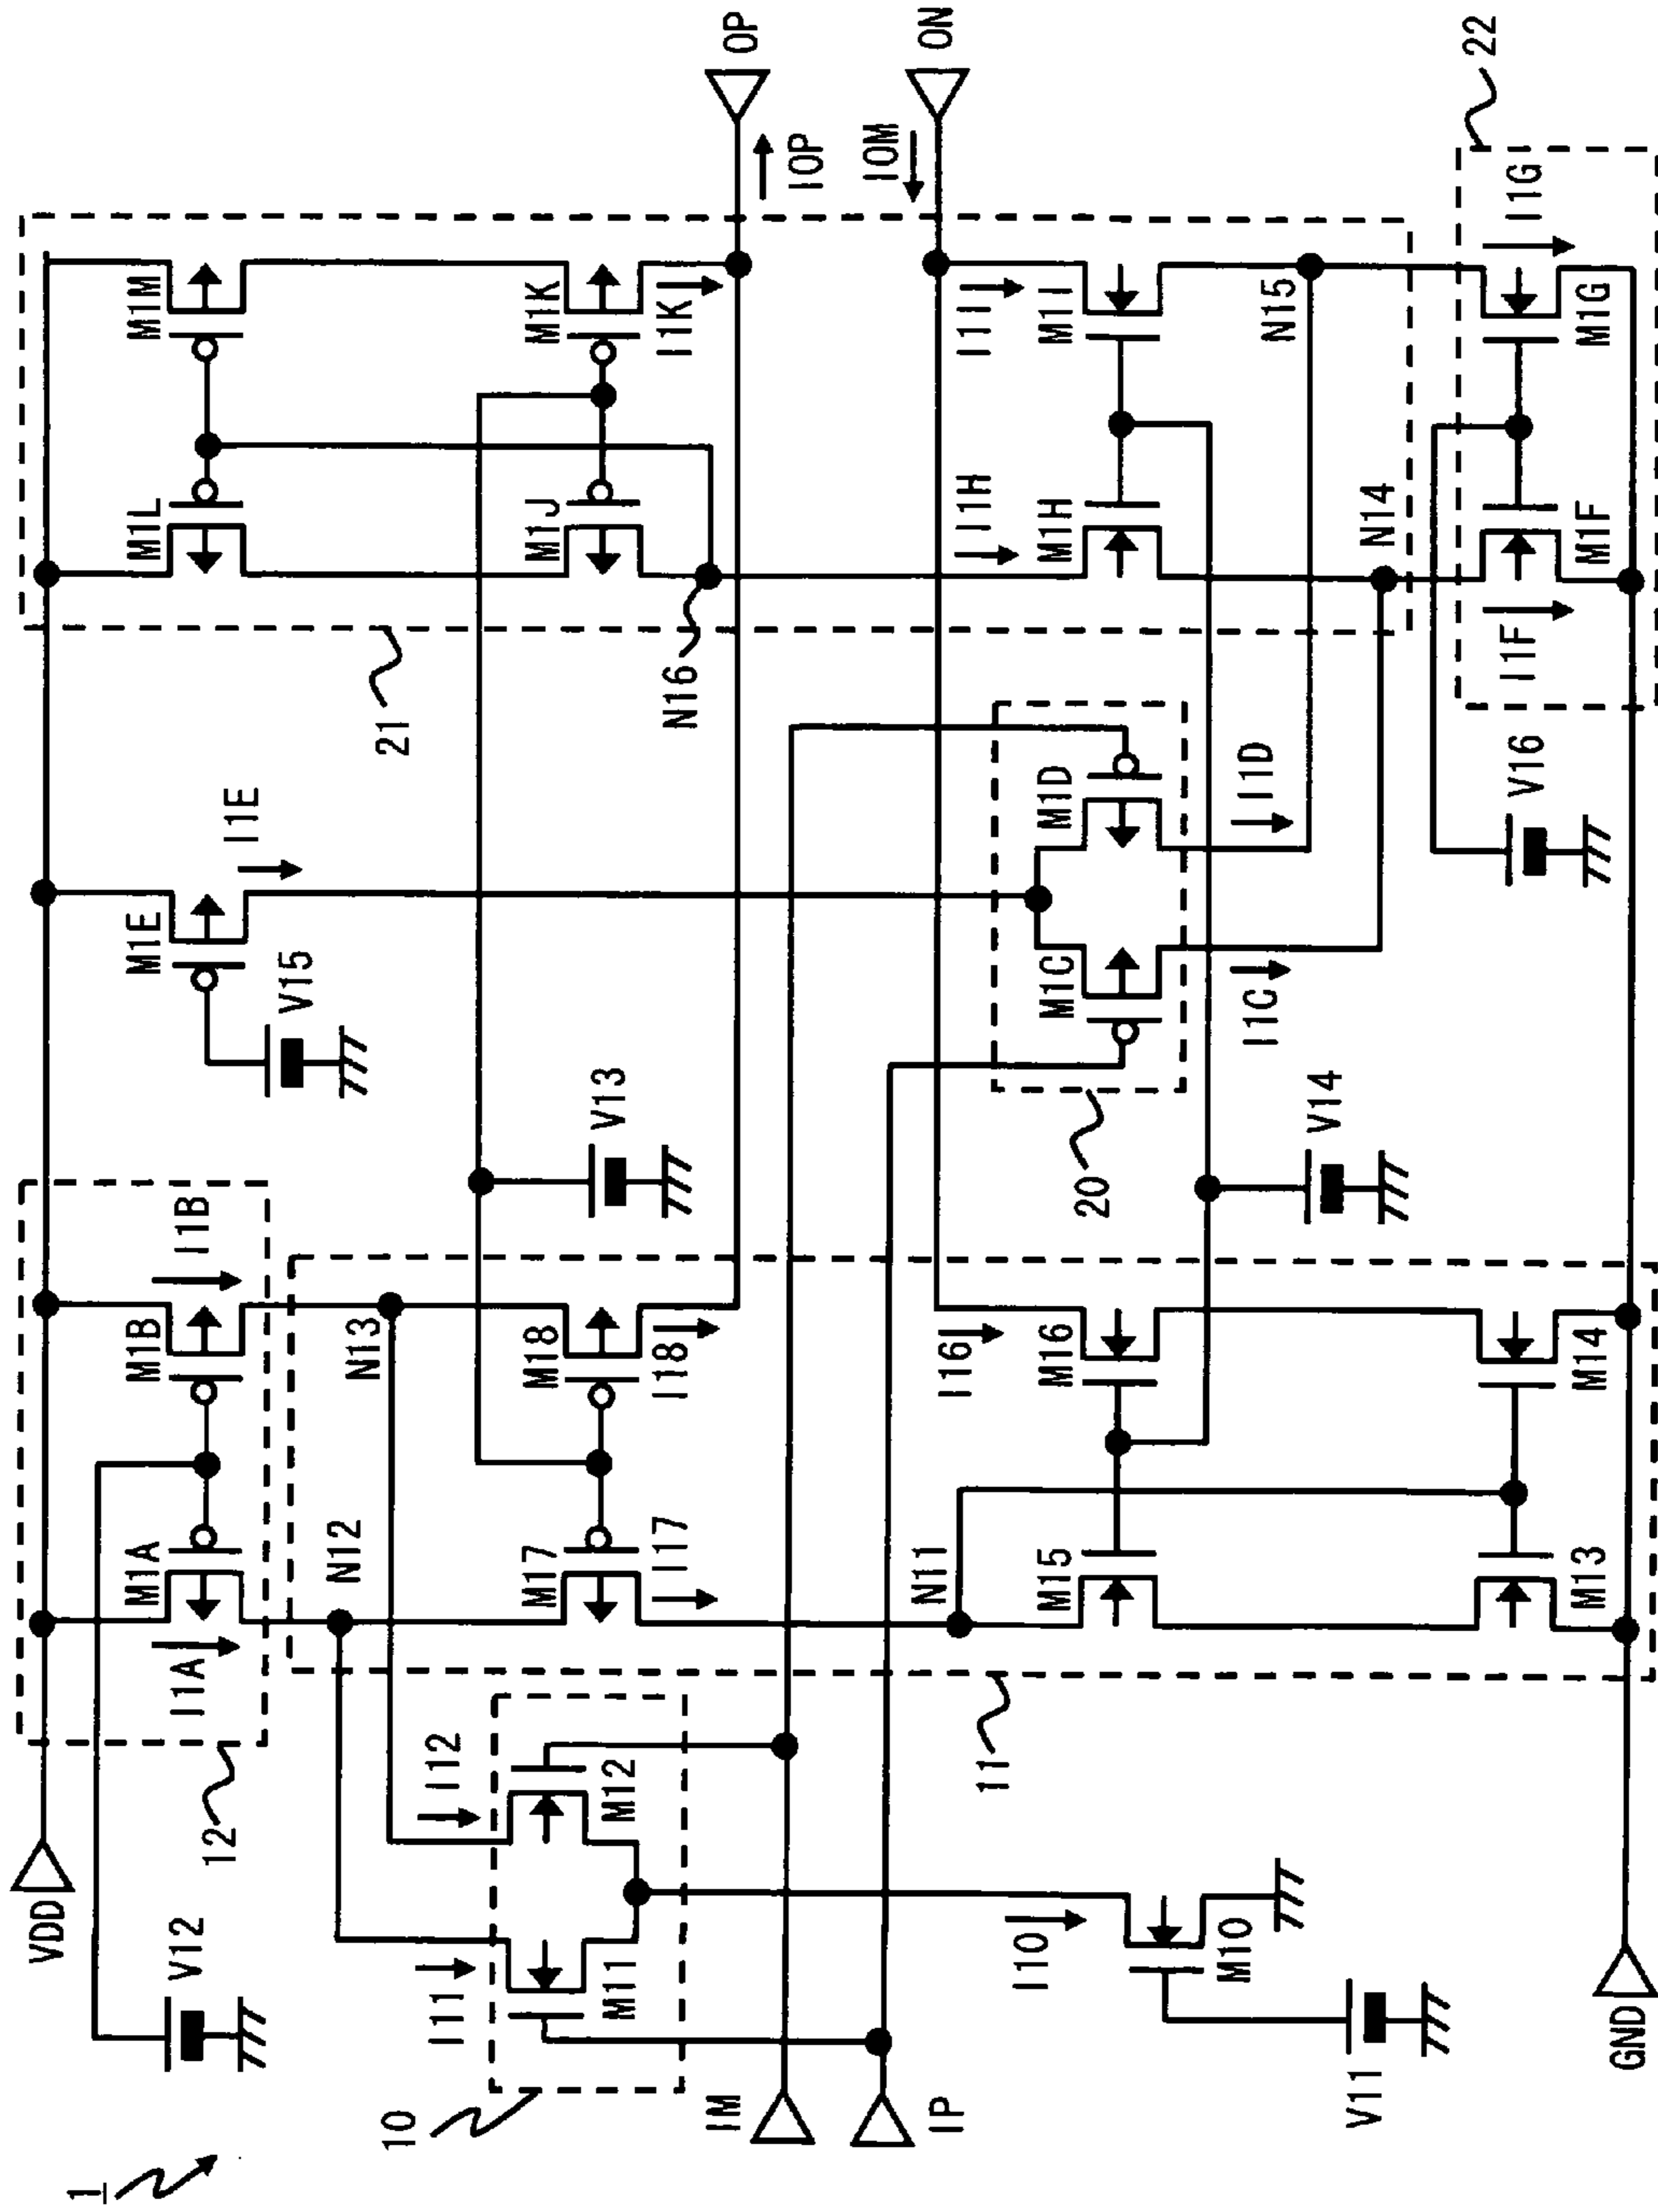 1
VDD
V12
12
I1A
M1A
M1B
I1B
N12
N13
10
I11
M11
I12
M12
M17
I17
M18
I18
V13
M1E
V15
I1E
21
M1L
M1M
M1J
M1K
I1K
N16
OP
IOP
IOM
ON
IM
IP
11
N11
I10
M10
V11
M15
I16
M16
M13
M14
20
M1C
M1D
I1C
I1D
V14
I1H
M1H
I1I
M1I
N14
N15
22
V16
I1F
M1F
I1G
M1G
GND